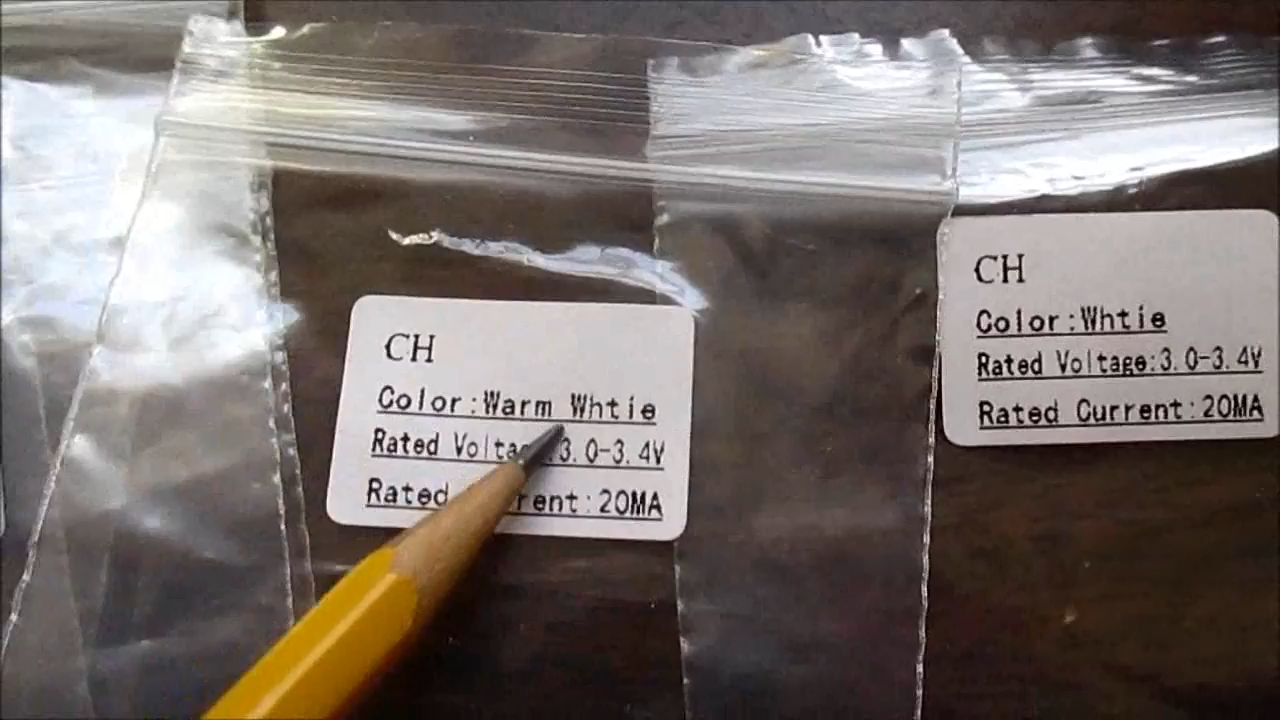 CH
Color:Warm Whtie
Rated :3.0-3.4V
Rated :20MA
CH
Color:Whtie
Rated Voltage:3.0-3.4V
Rated Current:20MA